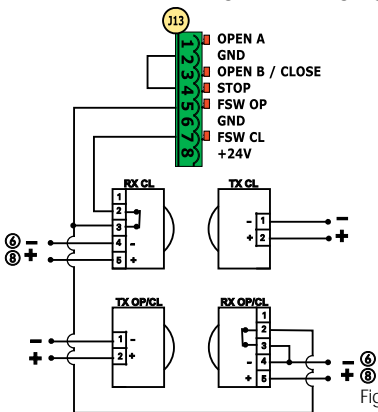 J13
1 OPEN A
2 GND
3 OPEN B / CLOSE
4 STOP
5 FSW OP
6 GND
7 FSW CL
8 +24V
RX CL
1
2
3
4 -
5 +
⑥ -
⑧ +
TX CL
- 1 -
+ 2 +
TX OP/CL
- 1 -
+ 2 +
RX OP/CL
1
2
3
- 4 - ⑥
+ 5 + ⑧
Fig